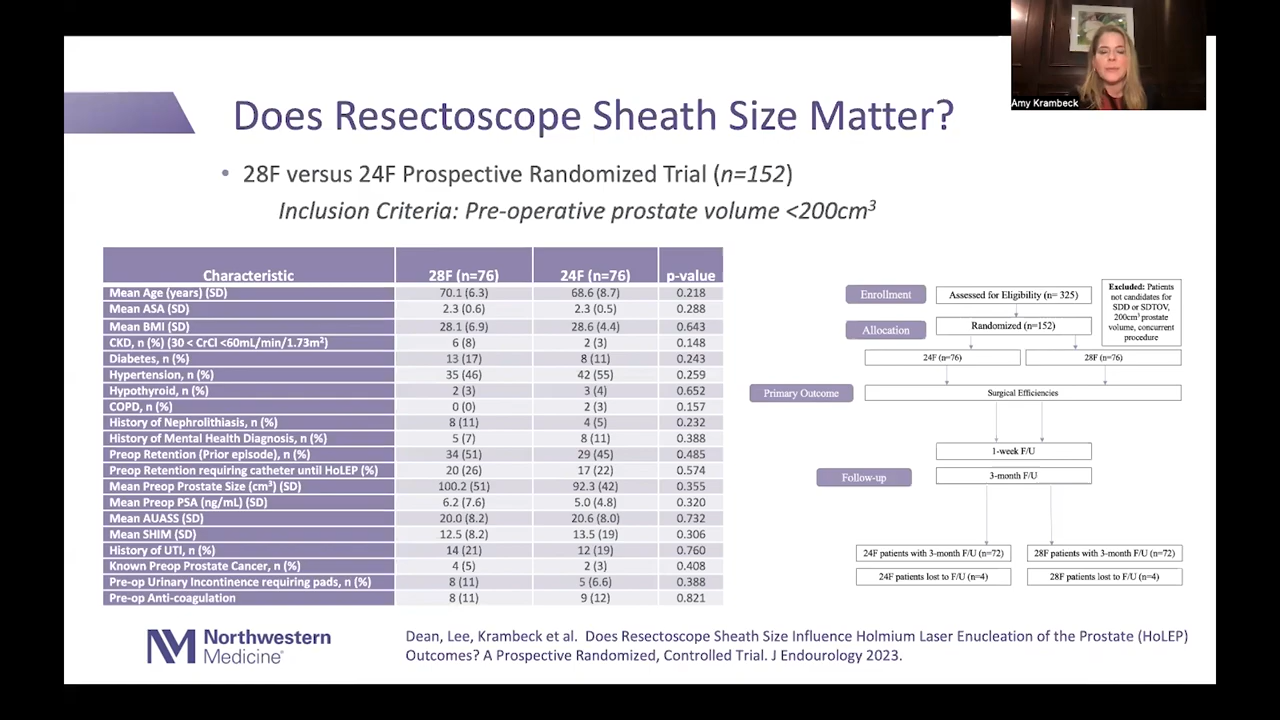 Amy Krambeck
Does Resectoscope Sheath Size Matter?
• 28F versus 24F Prospective Randomized Trial (n=152)
Inclusion Criteria: Pre-operative prostate volume <200cm³
Characteristic 28F (n=76) 24F (n=76) p-value
Mean Age (years) (SD) 70.1 (6.3) 68.6 (8.7) 0.218
Mean ASA (SD) 2.3 (0.6) 2.3 (0.5) 0.288
Mean BMI (SD) 28.1 (6.9) 28.6 (4.4) 0.643
CKD, n (%) (30 < CrCl <60mL/min/1.73m²) 6 (8) 2 (3) 0.148
Diabetes, n (%) 13 (17) 8 (11) 0.243
Hypertension, n (%) 35 (46) 42 (55) 0.259
Hypothyroid, n (%) 2 (3) 3 (4) 0.652
COPD, n (%) 0 (0) 2 (3) 0.157
History of Nephrolithiasis, n (%) 8 (11) 4 (5) 0.232
History of Mental Health Diagnosis, n (%) 5 (7) 8 (11) 0.388
Preop Retention (Prior episode), n (%) 34 (51) 29 (45) 0.485
Preop Retention requiring catheter until HoLEP (%) 20 (26) 17 (22) 0.574
Mean Preop Prostate Size (cm³) (SD) 100.2 (51) 92.3 (42) 0.355
Mean Preop PSA (ng/mL) (SD) 6.2 (7.6) 5.0 (4.8) 0.320
Mean AUASS (SD) 20.0 (8.2) 20.6 (8.0) 0.732
Mean SHIM (SD) 12.5 (8.2) 13.5 (19) 0.306
History of UTI, n (%) 14 (21) 12 (19) 0.760
Known Preop Prostate Cancer, n (%) 4 (5) 2 (3) 0.408
Pre-op Urinary Incontinence requiring pads, n (%) 8 (11) 5 (6.6) 0.388
Pre-op Anti-coagulation 8 (11) 9 (12) 0.821
Enrollment
Assessed for Eligibility (n= 325)
Excluded: Patients
not candidates for
SDD or SDTOV,
200cm³ prostate
volume, concurrent
procedure
Allocation
Randomized (n=152)
24F (n=76) 28F (n=76)
Primary Outcome
Surgical Efficiencies
1-week F/U
Follow-up
3-month F/U
24F patients with 3-month F/U (n=72) 28F patients with 3-month F/U (n=72)
24F patients lost to F/U (n=4) 28F patients lost to F/U (n=4)
NM Northwestern
Medicine®
Dean, Lee, Krambeck et al. Does Resectoscope Sheath Size Influence Holmium Laser Enucleation of the Prostate (HoLEP)
Outcomes? A Prospective Randomized, Controlled Trial. J Endourology 2023.